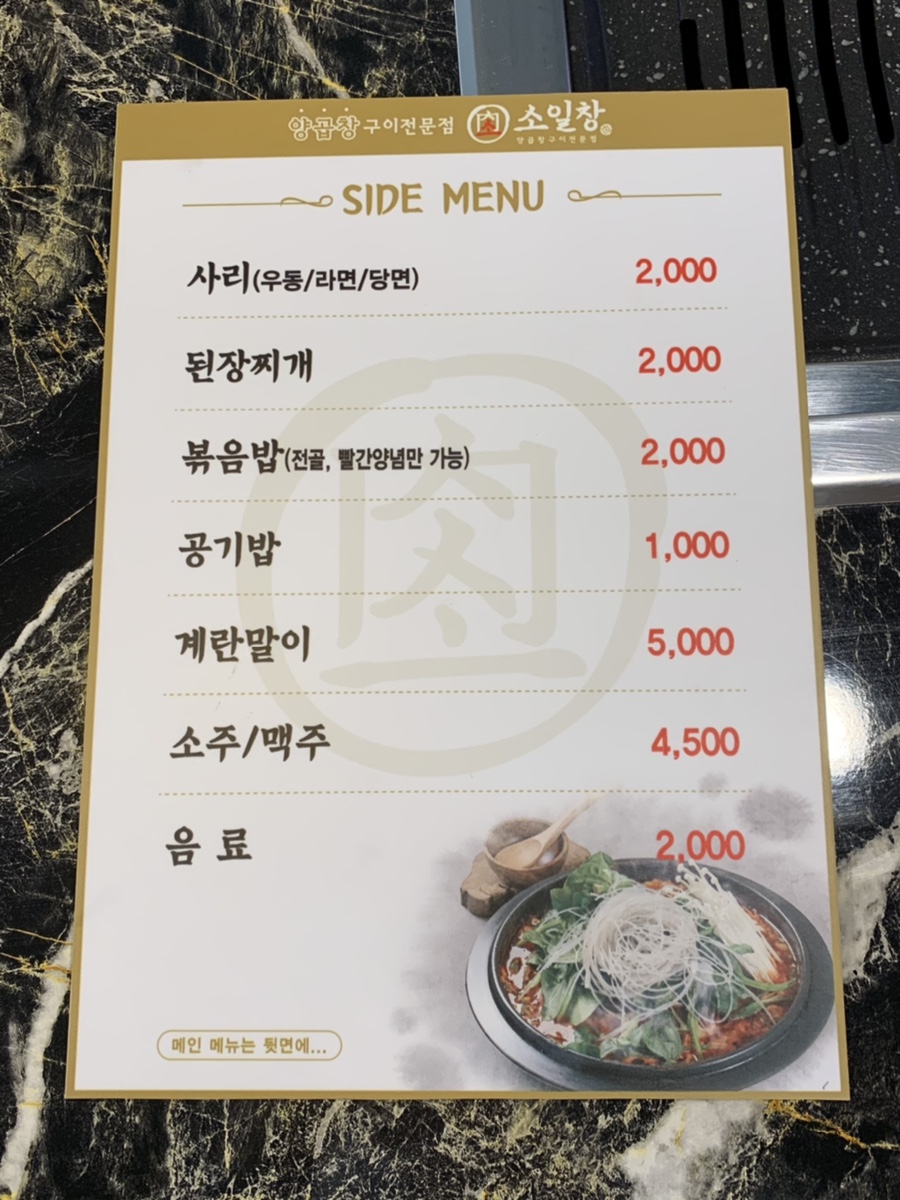 양곱창 구이전문점 소일창
양곱창구이전문점
SIDE MENU
사리(우동/라면/당면) 2,000
된장찌개 2,000
볶음밥(전골, 빨간양념만 가능) 2,000
공기밥 1,000
계란말이 5,000
소주/맥주 4,500
음 료 2,000
메인 메뉴는 뒷면에...